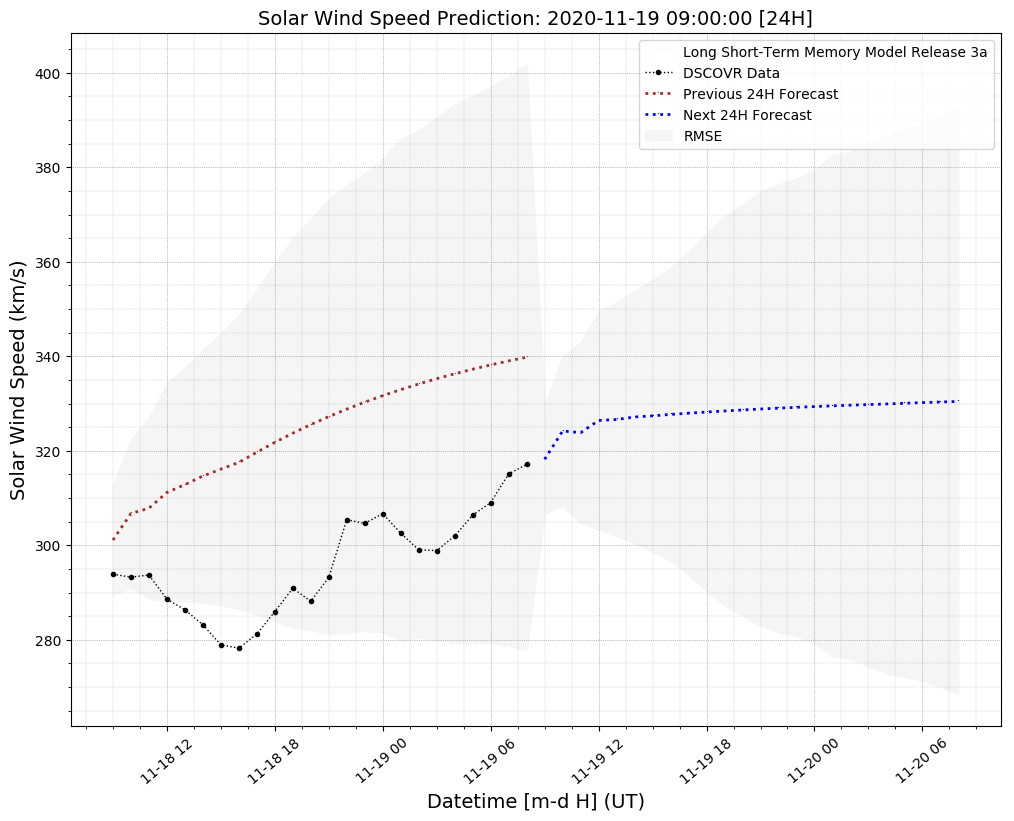 Solar Wind Speed Prediction: 2020-11-19 09:00:00 [24H]
Long Short-Term Memory Model Release 3a
DSCOVR Data
Previous 24H Forecast
Next 24H Forecast
RMSE
Solar Wind Speed (km/s)
400
380
360
340
320
300
280
11-18 12
11-18 18
11-19 00
11-19 06
11-19 12
11-19 18
11-20 00
11-20 06
Datetime [m-d H] (UT)